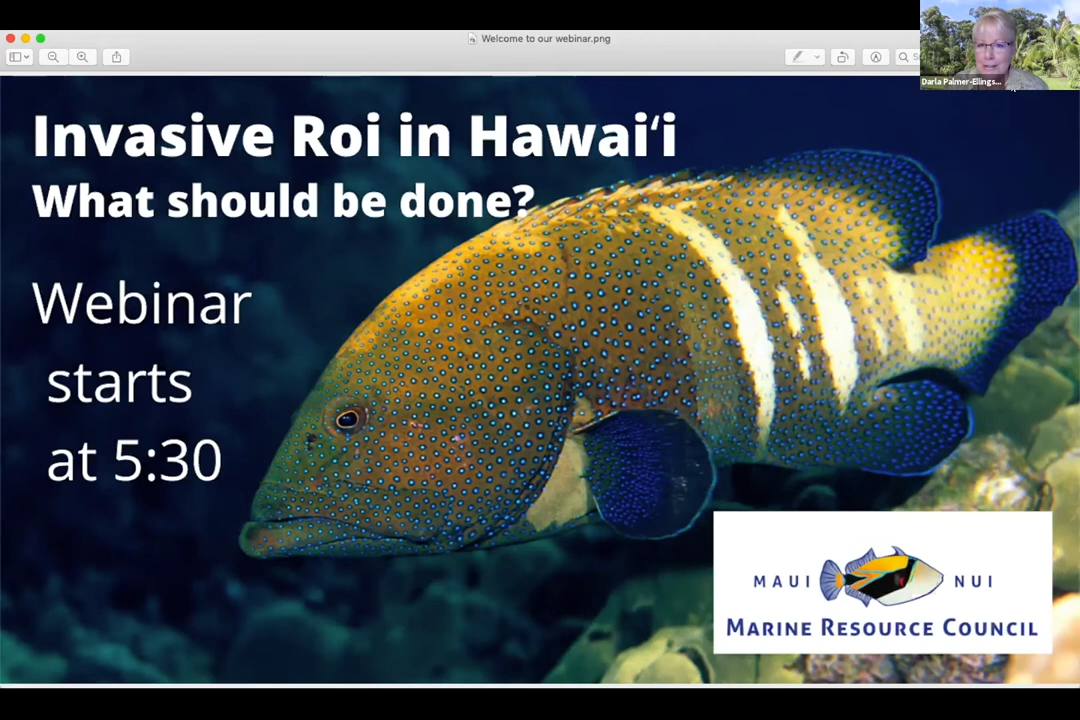 Welcome to our webinar.png
Darla Palmer-Ellings...
Invasive Roi in Hawaiʻi
What should be done?
Webinar
starts
at 5:30
MAUI NUI
MARINE RESOURCE COUNCIL